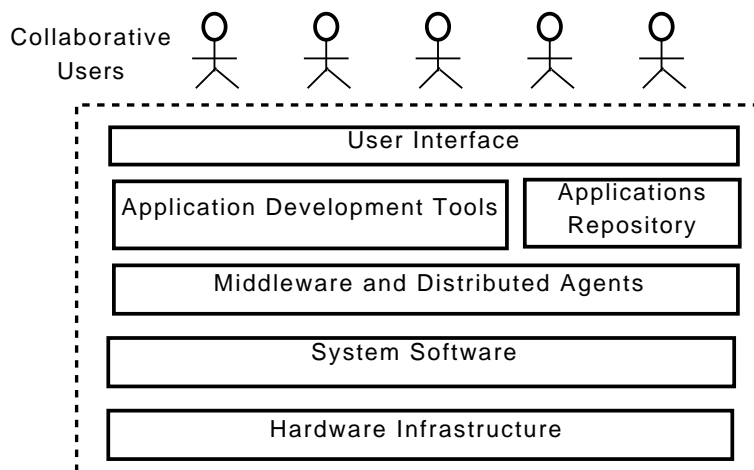 Collaborative
Users
User Interface
Application Development Tools
Applications
Repository
Middleware and Distributed Agents
System Software
Hardware Infrastructure